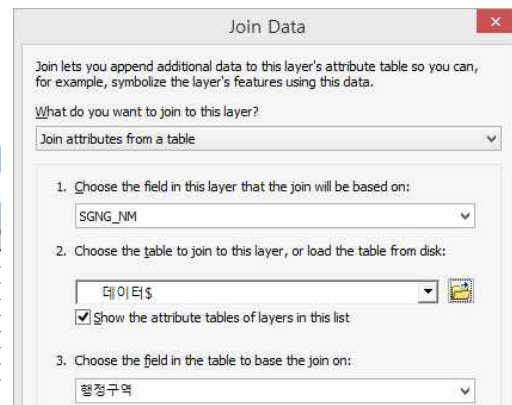 Join Data
Join lets you append additional data to this layer's attribute table so you can,
for example, symbolize the layer's features using this data.
What do you want to join to this layer?
Join attributes from a table
1. Choose the field in this layer that the join will be based on:
SGNG_NM
2. Choose the table to join to this layer, or load the table from disk:
데이터$
Show the attribute tables of layers in this list
3. Choose the field in the table to base the join on:
행정구역